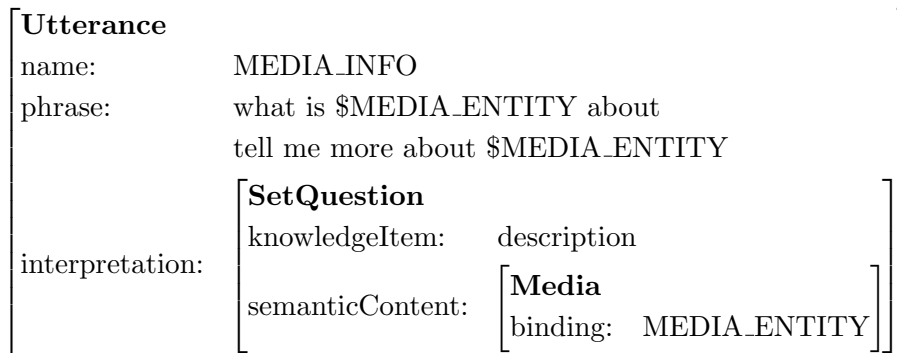 Utterance
name: MEDIA_INFO
phrase: what is $MEDIA_ENTITY about
tell me more about $MEDIA_ENTITY
SetQuestion
knowledgeItem: description
interpretation:
semanticContent:
Media
binding: MEDIA_ENTITY